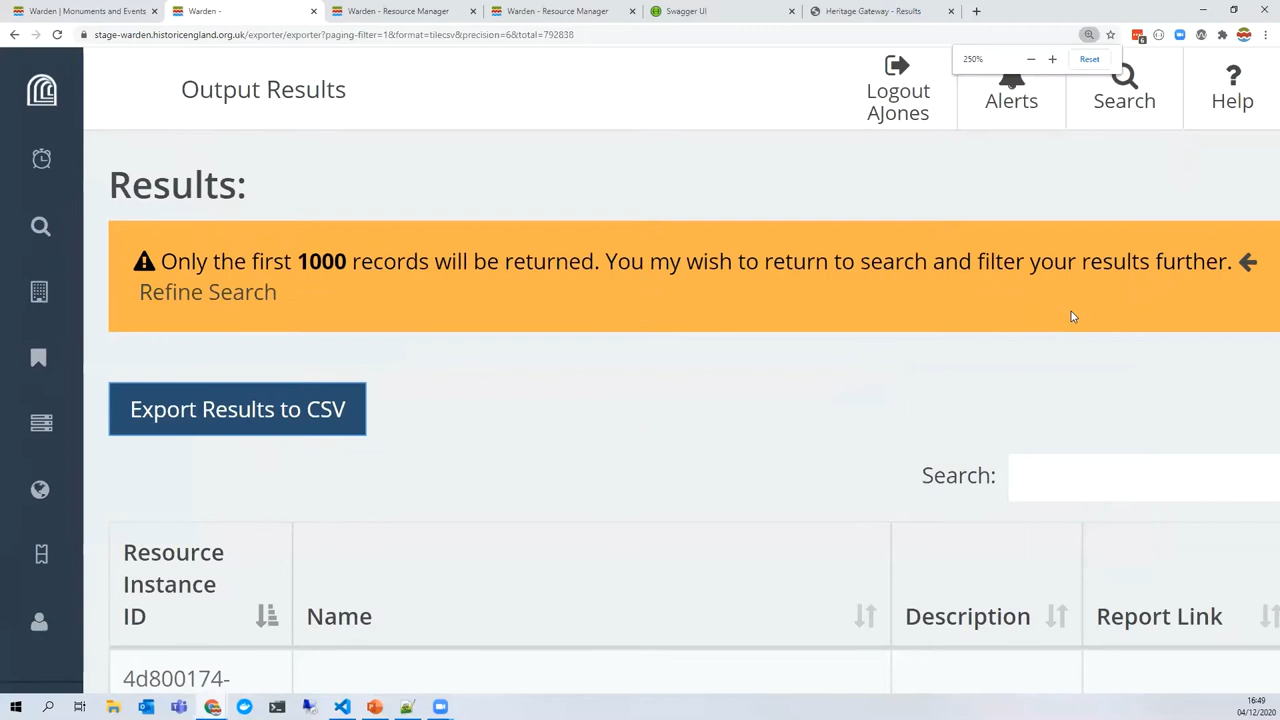 Warden | Monuments and Events
Warden -
Warden - Resource Manager
Warden - Resource Manager
Swagger UI
Heritage Gateway - Results
stage-warden.historicengland.org.uk/exporter/exporter?paging-filter=1&format=tilecsv&precision=6&total=792838
250%
Reset
Output Results
Logout
AJones
Alerts
Search
Help
Results:
Only the first 1000 records will be returned. You my wish to return to search and filter your results further.
Refine Search
Export Results to CSV
Search:
Resource
Instance
ID
Name
Description
Report Link
4d800174-
16:49
04/12/2020